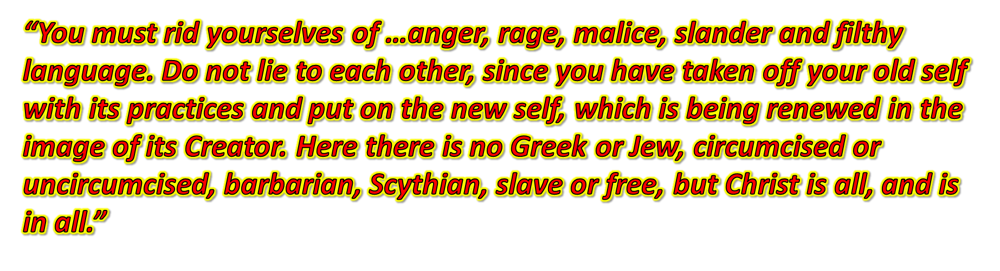 “You must rid yourselves of …anger, rage, malice, slander and filthy
language. Do not lie to each other, since you have taken off your old self
with its practices and put on the new self, which is being renewed in the
image of its Creator. Here there is no Greek or Jew, circumcised or
uncircumcised, barbarian, Scythian, slave or free, but Christ is all, and is
in all.”